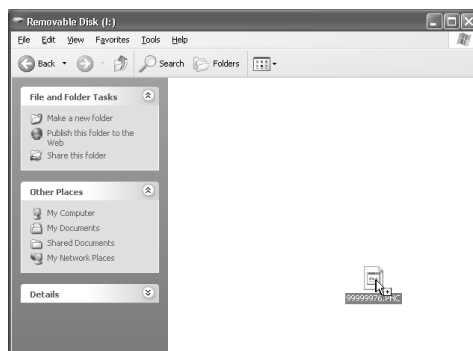 Removable Disk (I:)
File Edit View Favorites Tools Help
Back Search Folders
File and Folder Tasks
Make a new folder
Publish this folder to the
Web
Share this folder
Other Places
My Computer
My Documents
Shared Documents
My Network Places
Details
99999976.PHC